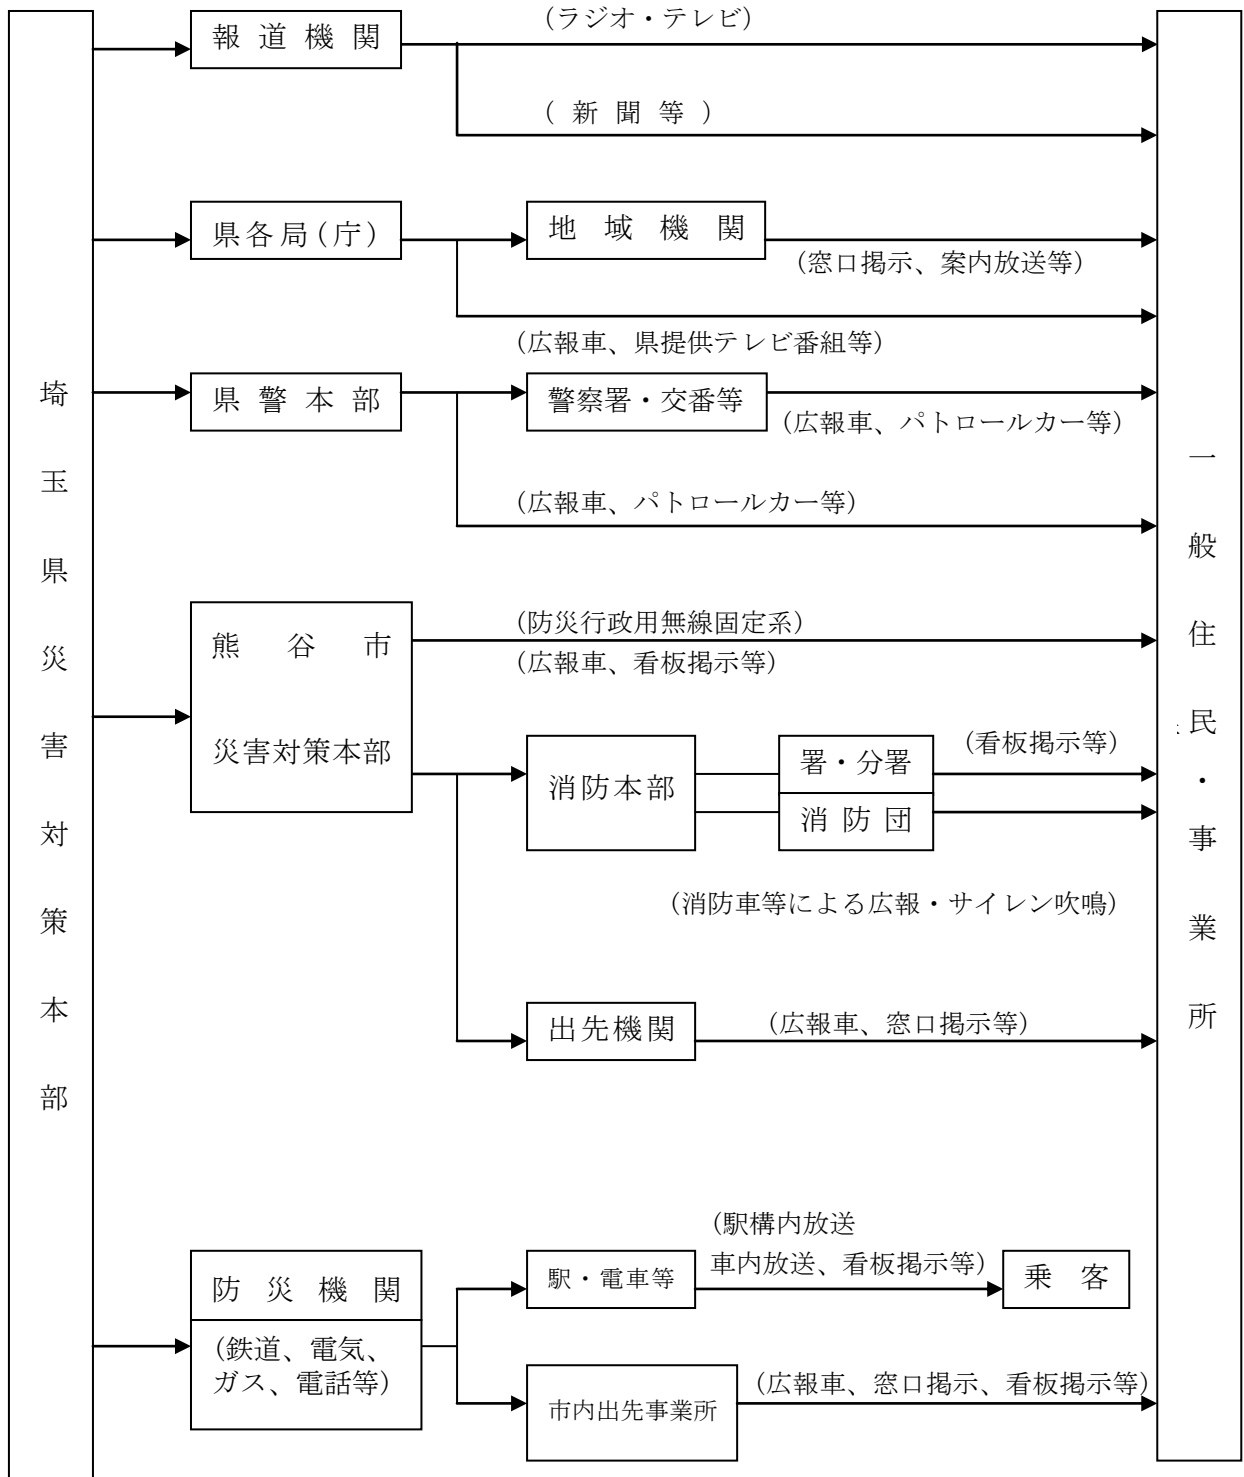 埼玉県災害対策本部
報道機関
(ラジオ・テレビ)
(新聞等)
県各局(庁)
地域機関
(窓口掲示、案内放送等)
(広報車、県提供テレビ番組等)
県警本部
警察署・交番等
(広報車、パトロールカー等)
(広報車、パトロールカー等)
熊谷市
災害対策本部
(防災行政用無線固定系)
(広報車、看板掲示等)
消防本部
署・分署
(看板掲示等)
消防団
(消防車等による広報・サイレン吹鳴)
出先機関
(広報車、窓口掲示等)
防災機関
(鉄道、電気、
ガス、電話等)
駅・電車等
(駅構内放送
車内放送、看板掲示等)
乗客
市内出先事業所
(広報車、窓口掲示、看板掲示等)
一般住民・事業所